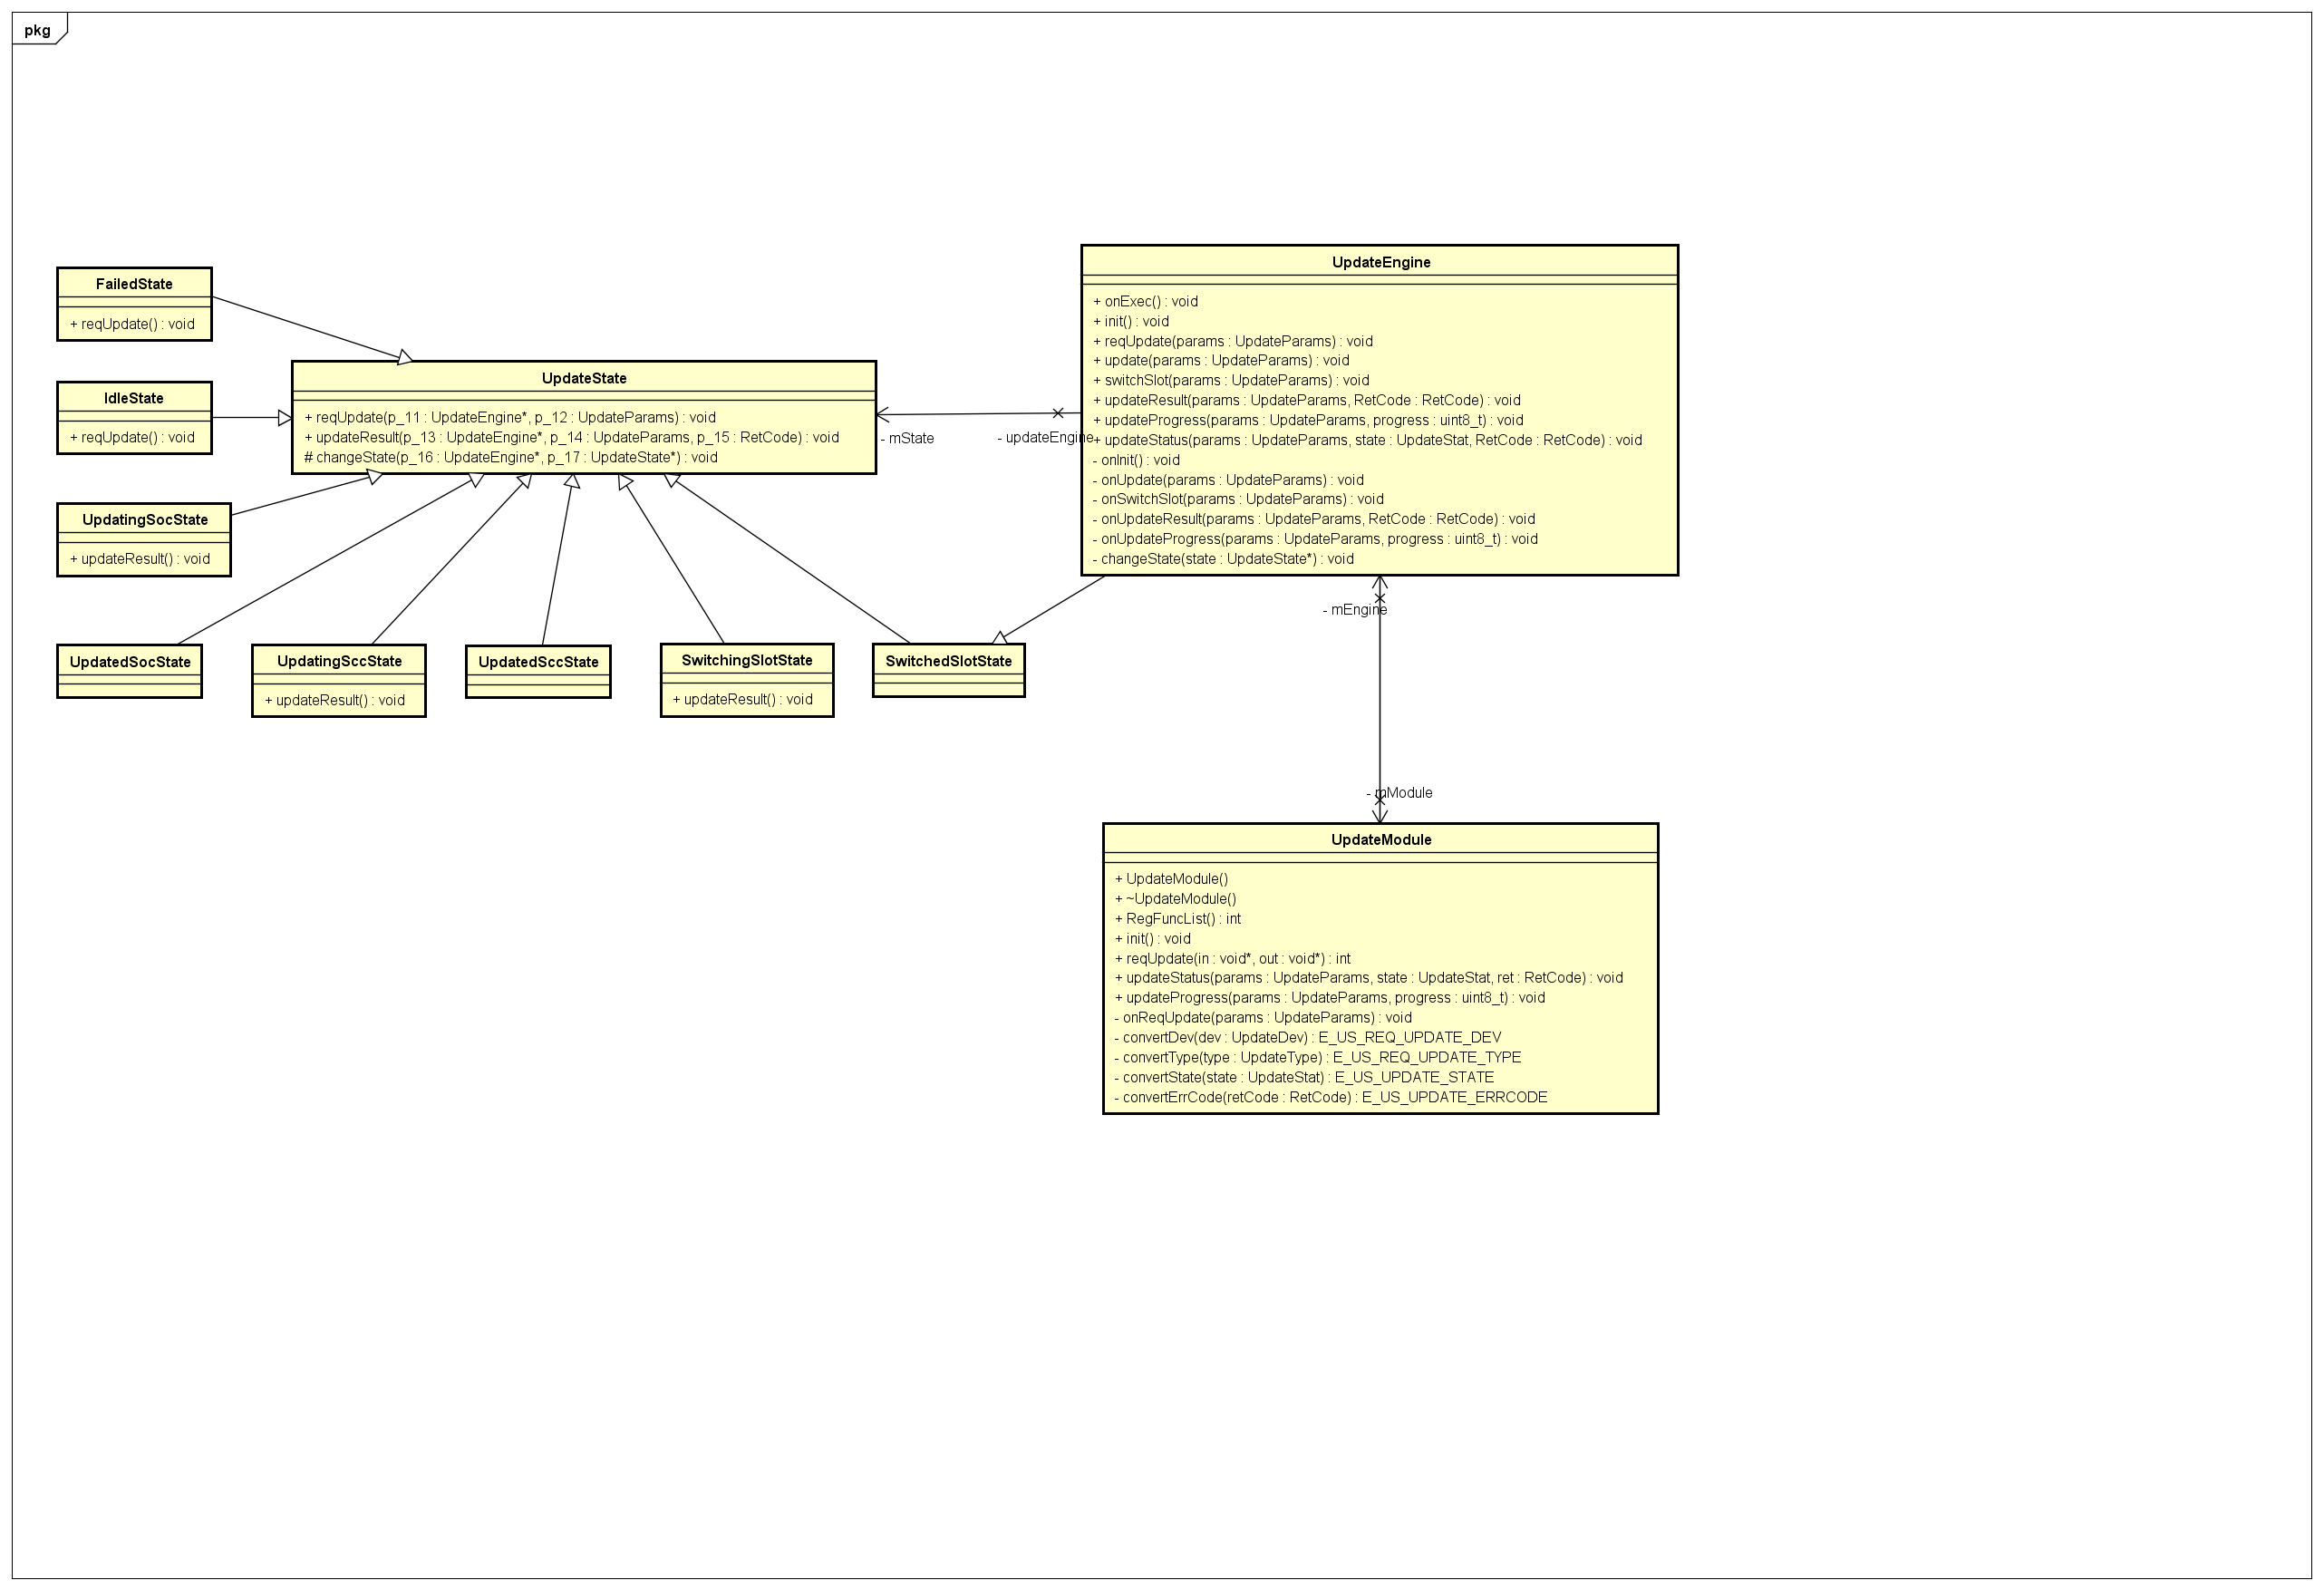 pkg
FailedState
+ reqUpdate() : void
IdleState
+ reqUpdate() : void
UpdatingSocState
+ updateResult() : void
UpdateState
+ reqUpdate(p_11 : UpdateEngine*, p_12 : UpdateParams) : void
+ updateResult(p_13 : UpdateEngine*, p_14 : UpdateParams, p_15 : RetCode) : void
# changeState(p_16 : UpdateEngine*, p_17 : UpdateState*) : void
- mState
- updateEngine
UpdateEngine
+ onExec() : void
+ init() : void
+ reqUpdate(params : UpdateParams) : void
+ update(params : UpdateParams) : void
+ switchSlot(params : UpdateParams) : void
+ updateResult(params : UpdateParams, RetCode : RetCode) : void
+ updateProgress(params : UpdateParams, progress : uint8_t) : void
+ updateStatus(params : UpdateParams, state : UpdateStat, RetCode : RetCode) : void
- onInit() : void
- onUpdate(params : UpdateParams) : void
- onSwitchSlot(params : UpdateParams) : void
- onUpdateResult(params : UpdateParams, RetCode : RetCode) : void
- onUpdateProgress(params : UpdateParams, progress : uint8_t) : void
- changeState(state : UpdateState*) : void
- mEngine
UpdatedSocState
UpdatingSccState
+ updateResult() : void
UpdatedSccState
SwitchingSlotState
+ updateResult() : void
SwitchedSlotState
- mModule
UpdateModule
+ UpdateModule()
+ ~UpdateModule()
+ RegFuncList() : int
+ init() : void
+ reqUpdate(in : void*, out : void*) : int
+ updateStatus(params : UpdateParams, state : UpdateStat, ret : RetCode) : void
+ updateProgress(params : UpdateParams, progress : uint8_t) : void
- onReqUpdate(params : UpdateParams) : void
- convertDev(dev : UpdateDev) : E_US_REQ_UPDATE_DEV
- convertType(type : UpdateType) : E_US_REQ_UPDATE_TYPE
- convertState(state : UpdateStat) : E_US_UPDATE_STATE
- convertErrCode(retCode : RetCode) : E_US_UPDATE_ERRCODE